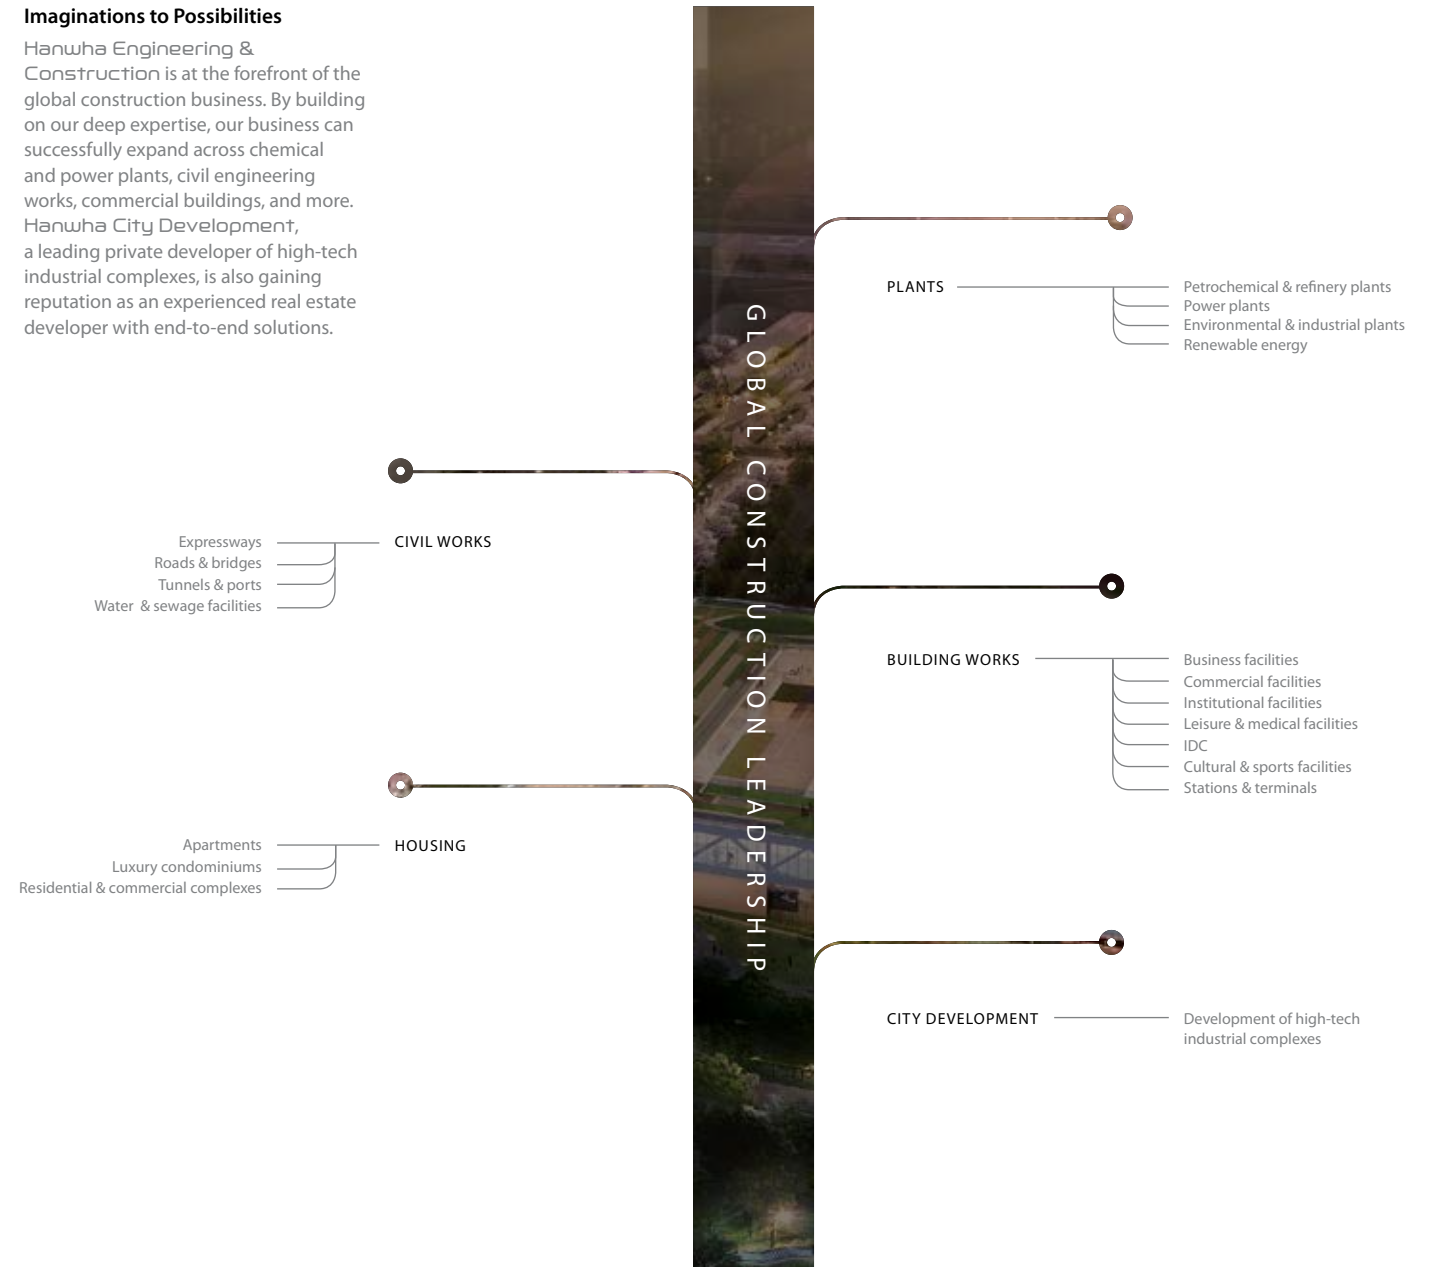 Imaginations to Possibilities
Hanwha Engineering &
Construction is at the forefront of the
global construction business. By building
on our deep expertise, our business can
successfully expand across chemical
and power plants, civil engineering
works, commercial buildings, and more.
Hanwha City Development,
a leading private developer of high-tech
industrial complexes, is also gaining
reputation as an experienced real estate
developer with end-to-end solutions.
GLOBAL CONSTRUCTION LEADERSHIP
PLANTS
Petrochemical & refinery plants
Power plants
Environmental & industrial plants
Renewable energy
CIVIL WORKS
Expressways
Roads & bridges
Tunnels & ports
Water & sewage facilities
BUILDING WORKS
Business facilities
Commercial facilities
Institutional facilities
Leisure & medical facilities
IDC
Cultural & sports facilities
Stations & terminals
HOUSING
Apartments
Luxury condominiums
Residential & commercial complexes
CITY DEVELOPMENT
Development of high-tech
industrial complexes